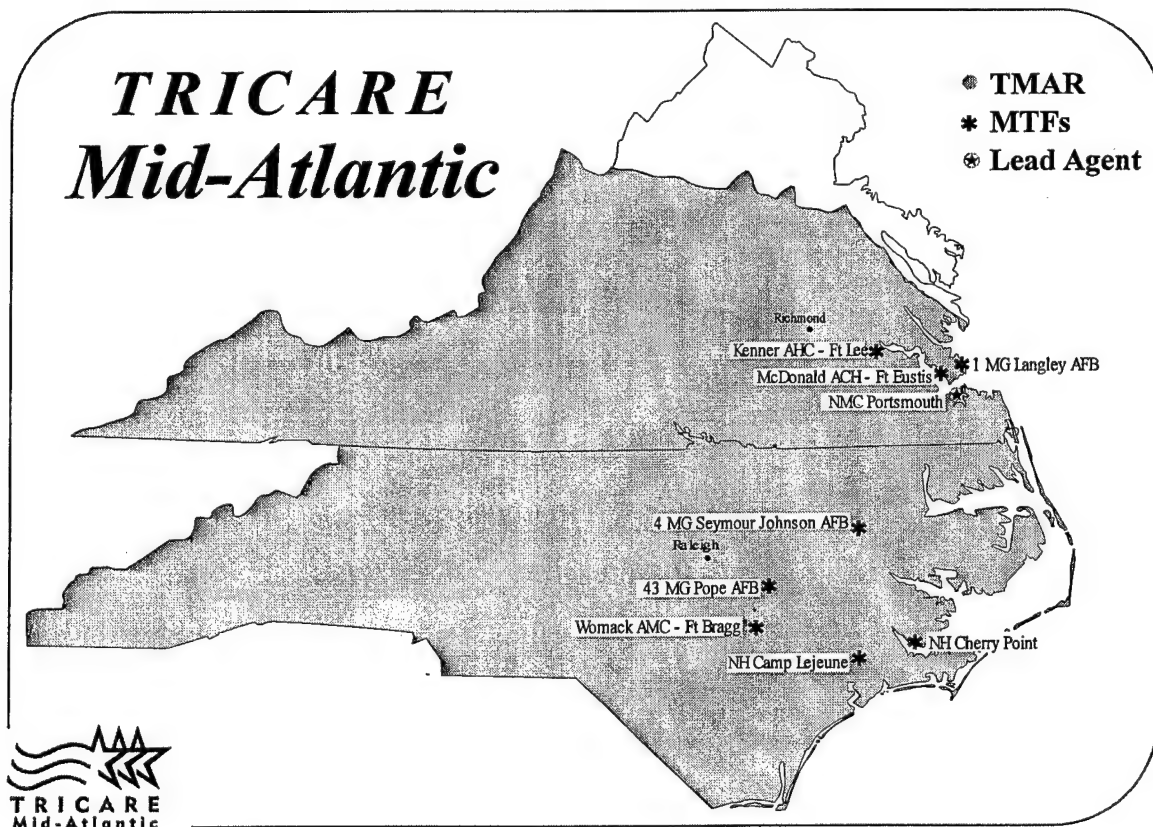 TRICARE
Mid-Atlantic
TMAR
* MTFs
Lead Agent
Richmond
Kenner AHC - Ft Lee
1 MG Langley AFB
McDonald ACH - Ft Eustis
NMC Portsmouth
4 MG Seymour Johnson AFB
Raleigh
43 MG Pope AFB
Womack AMC - Ft Bragg
NH Cherry Point
NH Camp Lejeune
TRICARE
Mid-Atlantic